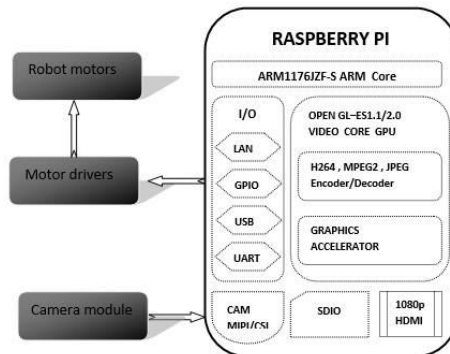 RASPBERRY PI
ARM1176JZF-S ARM Core
Robot motors
Motor drivers
Camera module
I/O
LAN
GPIO
USB
UART
OPEN GL–ES1.1/2.0
VIDEO CORE GPU
H264 , MPEG2 , JPEG
Encoder/Decoder
GRAPHICS
ACCELERATOR
CAM
MIPI/CSI
SDIO
1080p
HDMI